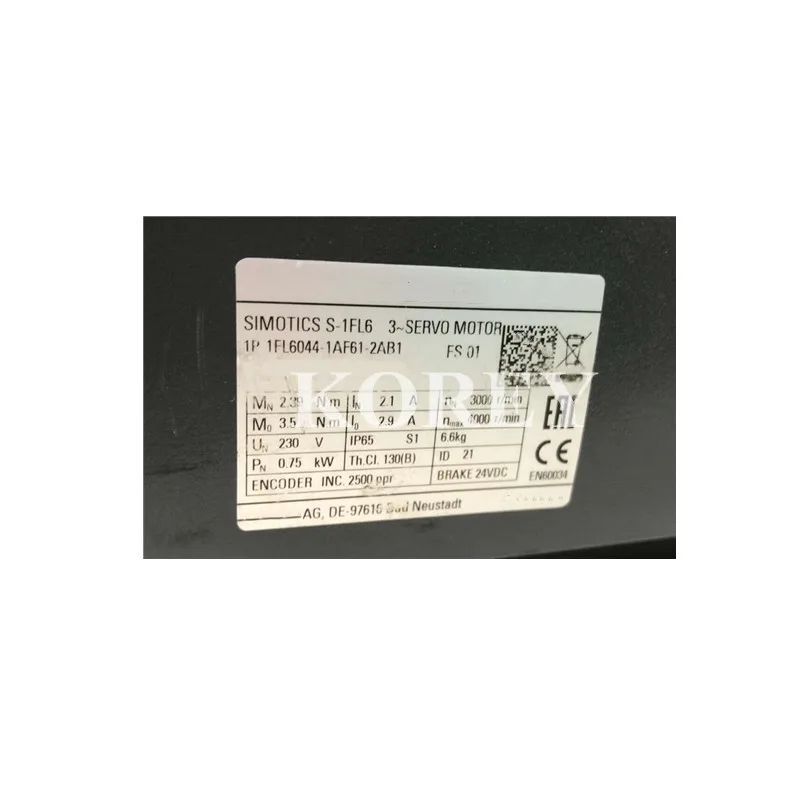 SIMOTICS S-1FL6 3~SERVO MOTOR
1P 1FL6044-1AF61-2AB1 FS 01
KOREY
MN 2.39 Nm IN 2.1 A nN 3000 r/min
M0 3.5 Nm I0 2.9 A nmax 4000 r/min
UN 230 V IP65 S1 6.6kg
PN 0.75 kW Th.Cl. 130(B) ID 21
ENCODER INC. 2500 ppr BRAKE 24VDC
EAC
CE
EN60034
AG, DE-97616 Bad Neustadt